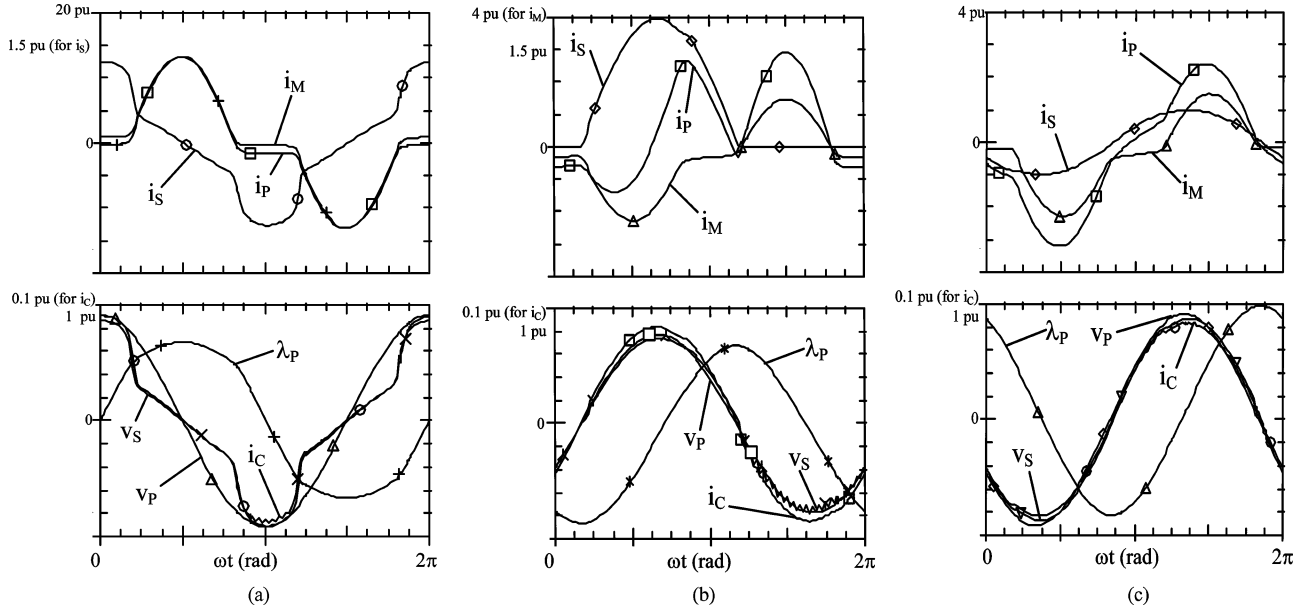 20 pu
1.5 pu (for iS)
0
20
iM
iP
iS
0.1 pu (for iC)
1 pu
0
λP
vS
vP
iC
0
ωt (rad)
2π
(a)
4 pu (for iM)
1.5 pu
0
iS
iP
iM
0.1 pu (for iC)
1 pu
0
λP
vP
vS
iC
0
ωt (rad)
2π
(b)
4 pu
0
4
iP
iS
iM
0.1 pu (for iC)
1 pu
0
λP
vP
iC
vS
0
ωt (rad)
2π
(c)